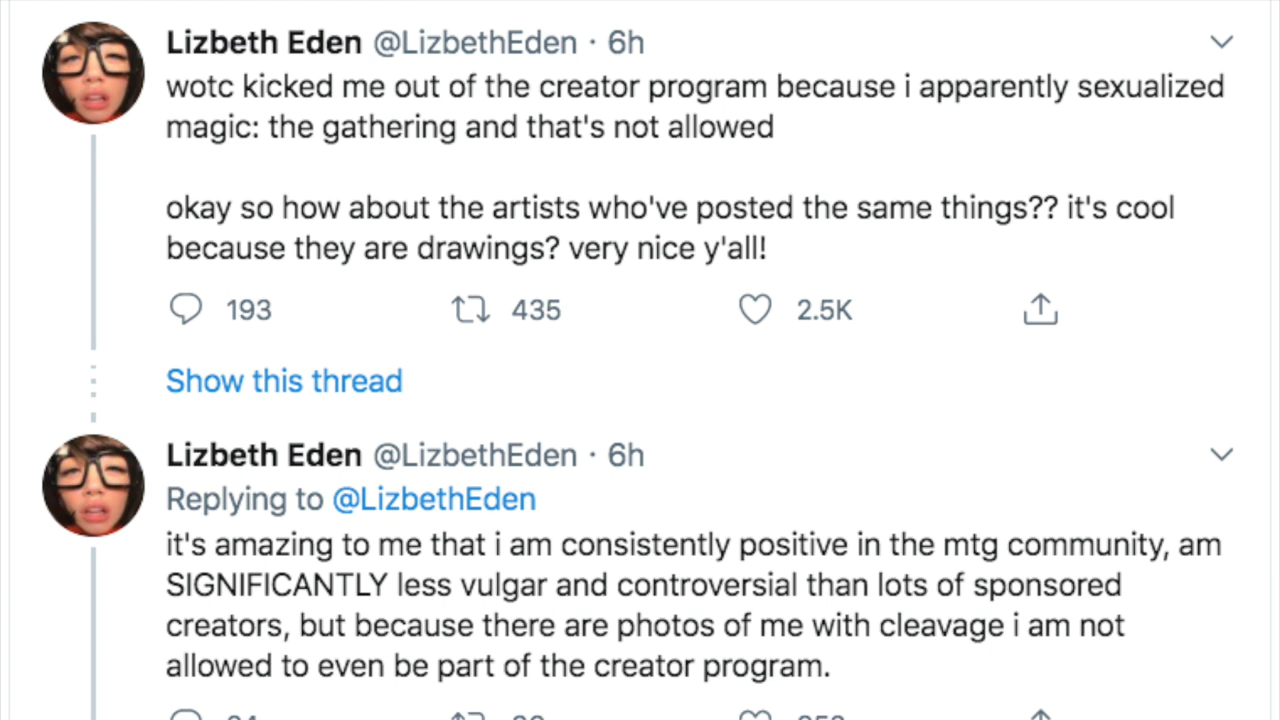 Lizbeth Eden @LizbethEden · 6h
wotc kicked me out of the creator program because i apparently sexualized
magic: the gathering and that's not allowed
okay so how about the artists who've posted the same things?? it's cool
because they are drawings? very nice y'all!
193 435 2.5K
Show this thread
Lizbeth Eden @LizbethEden · 6h
Replying to @LizbethEden
it's amazing to me that i am consistently positive in the mtg community, am
SIGNIFICANTLY less vulgar and controversial than lots of sponsored
creators, but because there are photos of me with cleavage i am not
allowed to even be part of the creator program.